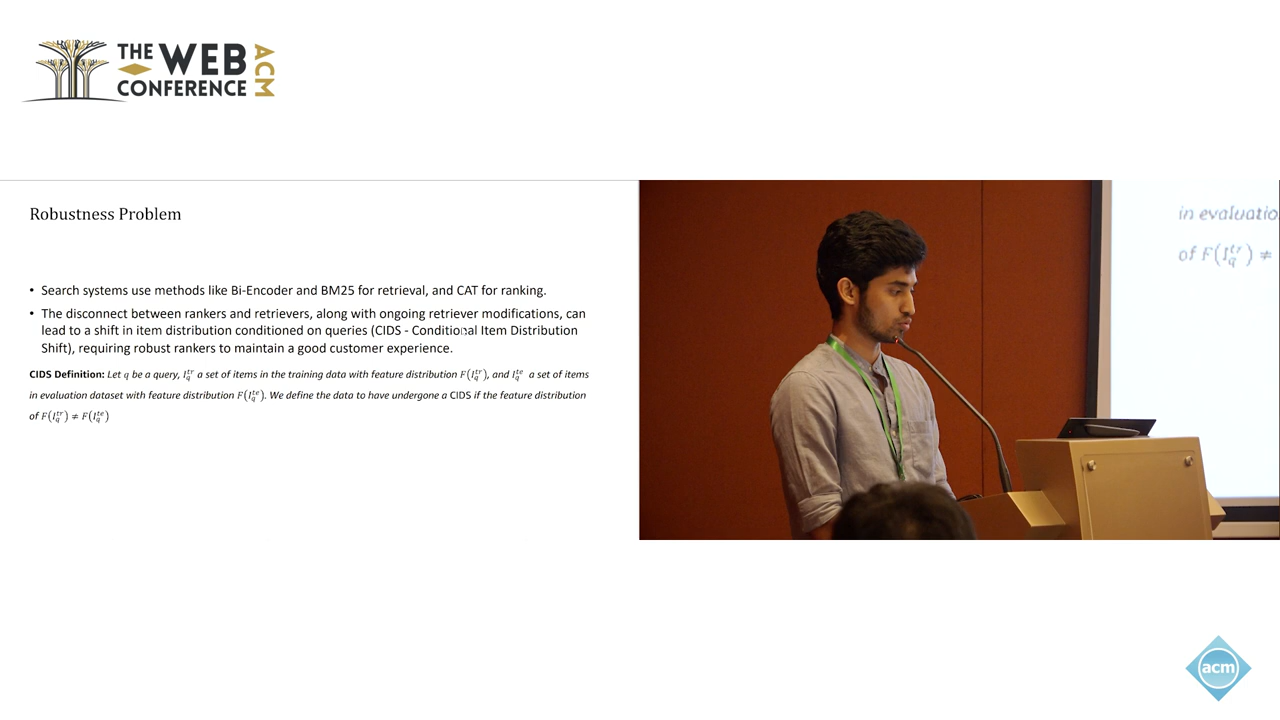 THE WEB CONFERENCE ACM
Robustness Problem
• Search systems use methods like Bi-Encoder and BM25 for retrieval, and CAT for ranking.
• The disconnect between rankers and retrievers, along with ongoing retriever modifications, can
lead to a shift in item distribution conditioned on queries (CIDS - Conditional Item Distribution
Shift), requiring robust rankers to maintain a good customer experience.
CIDS Definition: Let q be a query, I_q^{tr} a set of items in the training data with feature distribution F(I_q^{tr}), and I_q^{te} a set of items
in evaluation dataset with feature distribution F(I_q^{te}). We define the data to have undergone a CIDS if the feature distribution
of F(I_q^{tr}) ≠ F(I_q^{te})
in evaluatio
of F(I_q^{tr}) ≠
acm